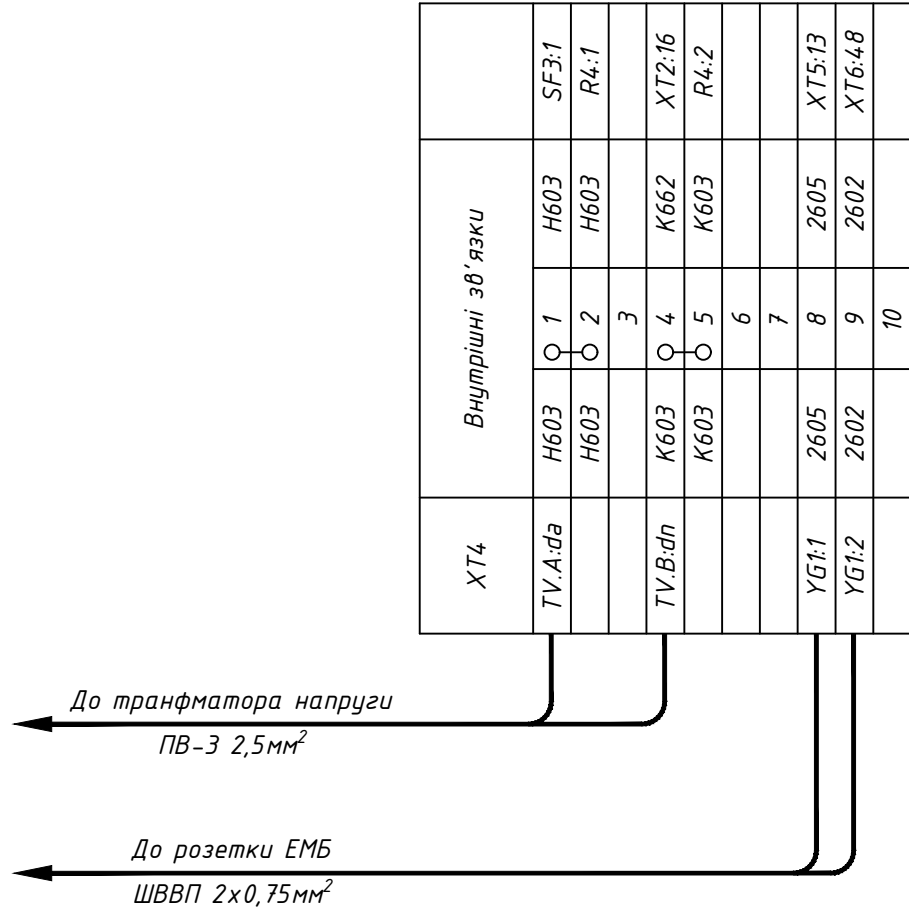 XT4 Внутрішні зв'язки
TV.A:da H603 1 H603 SF3:1
H603 2 H603 R4:1
3
TV.B:dn K603 4 K662 XT2:16
K603 5 K603 R4:2
6
7
YG1:1 2605 8 2605 XT5:13
YG1:2 2602 9 2602 XT6:48
10
До транфматора напруги
ПВ-3 2,5мм²
До розетки ЕМБ
ШВВП 2х0,75мм²